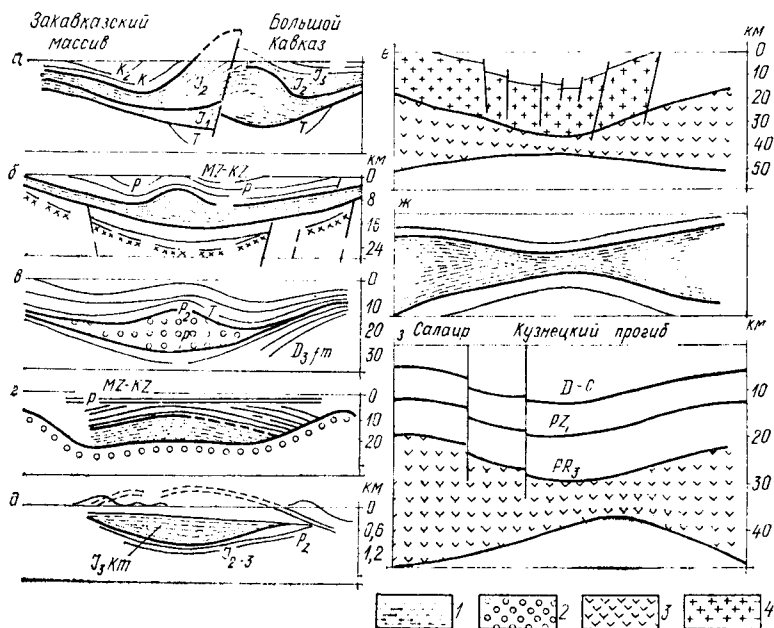 Закавказский массив
Большой Кавказ
а
K₂
K
J₂
J₂
J₃
J₁
T
T
б
MZ-KZ
P
P
км
0
8
16
24
в
P₂
T
P
D₃fm
0
10
20
30
г
MZ-KZ
P
км
0
10
20
д
J₃km
J₂-₃
P₂
км
0
0,6
1,2
е
км
0
10
20
30
40
50
ж
з Салаир
Кузнецкий прогиб
км
D-C
PZ₁
PR₃
10
20
30
40
1
2
3
4